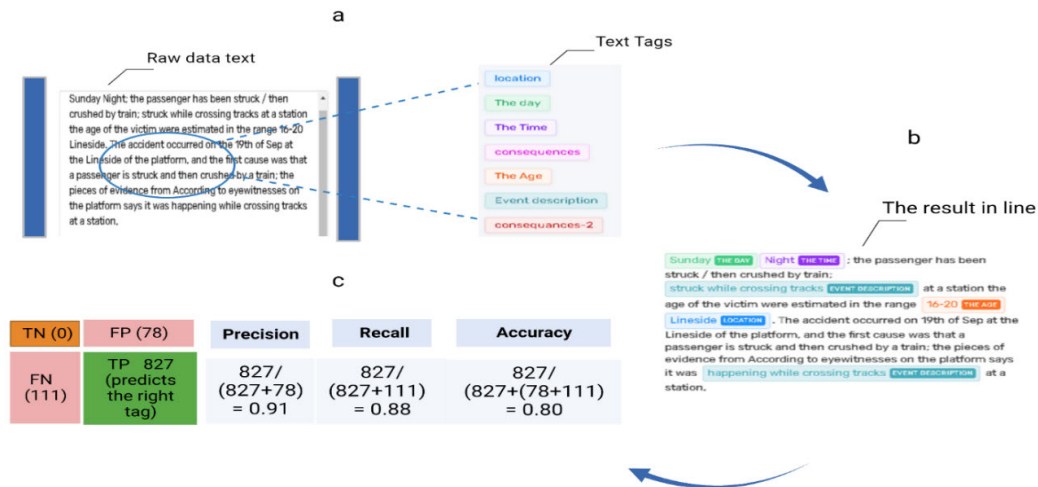 a
Raw data text
Sunday Night; the passenger has been struck / then
crushed by train; struck while crossing tracks at a station
the age of the victim were estimated in the range 16-20
Lineside. The accident occurred on the 19th of Sep at
the Lineside of the platform, and the first cause was that
a passenger is struck and then crushed by a train; the
pieces of evidence from According to eyewitnesses on
the platform says it was happening while crossing tracks
at a station.
Text Tags
location
The day
The Time
consequences
The Age
Event description
consequances-2
b
The result in line
Sunday THE DAY Night THE TIME ; the passenger has been
struck / then crushed by train;
struck while crossing tracks EVENT DESCRIPTION at a station the
age of the victim were estimated in the range 16-20 THE AGE
Lineside LOCATION . The accident occurred on 19th of Sep at the
Lineside of the platform, and the first cause was that a
passenger is struck and then crushed by a train; the pieces of
evidence from According to eyewitnesses on the platform says
it was happening while crossing tracks EVENT DESCRIPTION at a
station.
c
TN (0) FP (78)
FN
(111)
TP 827
(predicts
the right
tag)
Precision Recall Accuracy
827/
(827+78)
= 0.91
827/
(827+111)
= 0.88
827/
(827+(78+111)
= 0.80